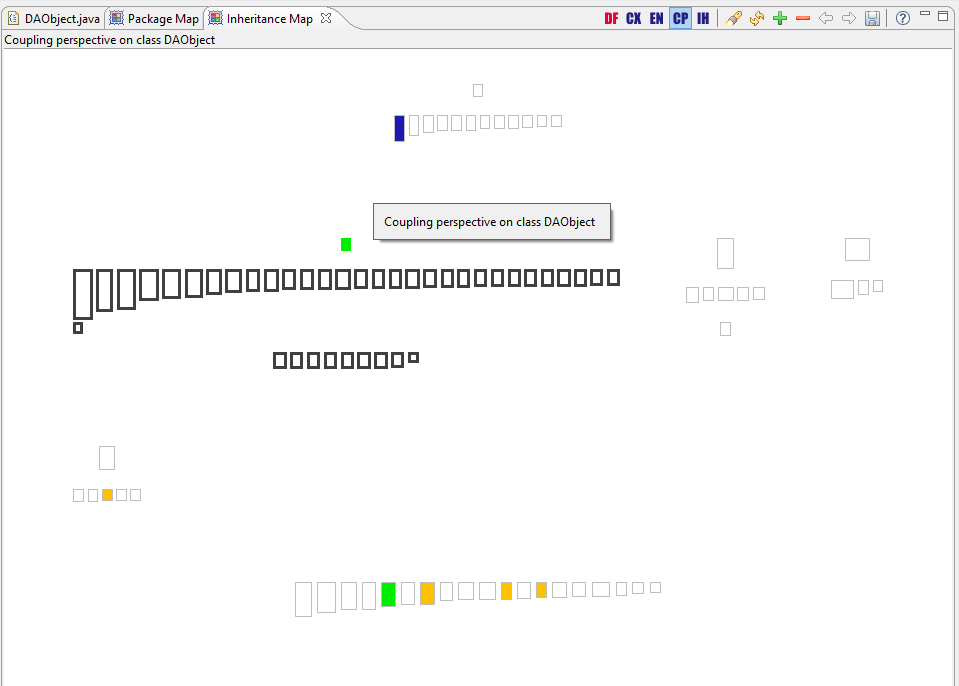 DAObject.java Package Map Inheritance Map DF CX EN CP IH
Coupling perspective on class DAObject
Coupling perspective on class DAObject